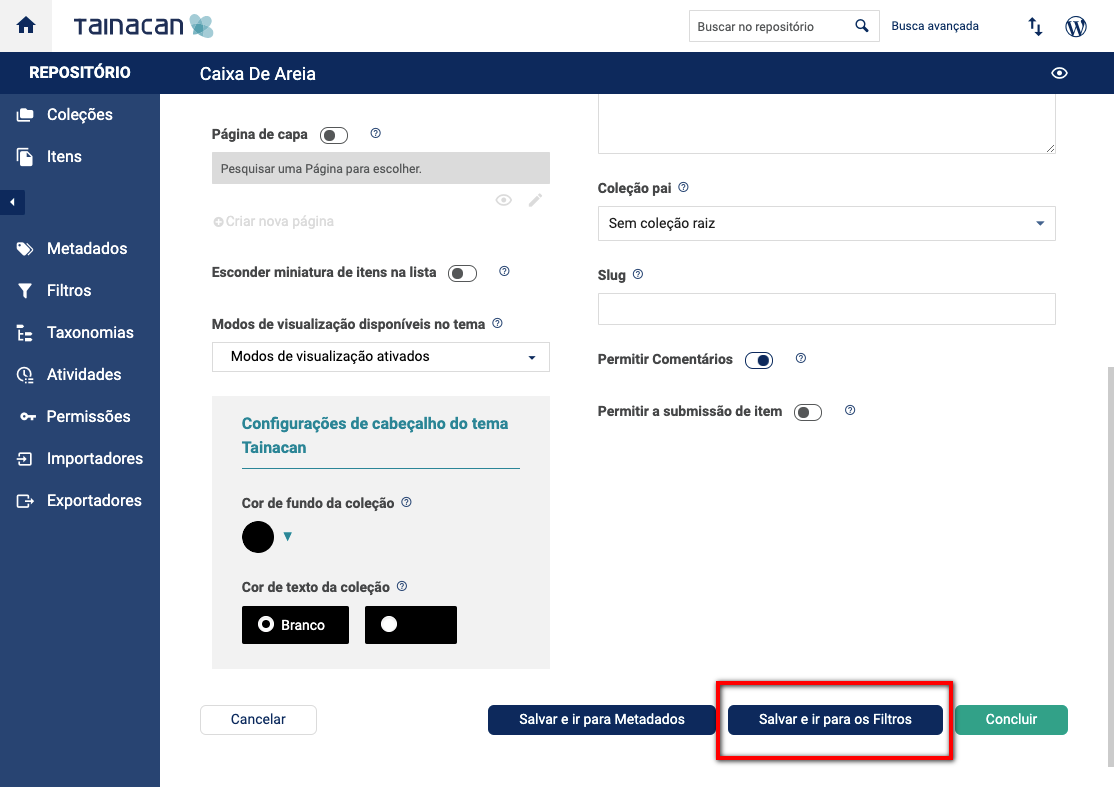 Tainacan
Buscar no repositório
Busca avançada
REPOSITÓRIO
Caixa De Areia
Coleções
Itens
Metadados
Filtros
Taxonomias
Atividades
Permissões
Importadores
Exportadores
Página de capa
Pesquisar uma Página para escolher.
Criar nova página
Esconder miniatura de itens na lista
Modos de visualização disponíveis no tema
Modos de visualização ativados
Configurações de cabeçalho do tema
Tainacan
Cor de fundo da coleção
Cor de texto da coleção
Branco
Coleção pai
Sem coleção raiz
Slug
Permitir Comentários
Permitir a submissão de item
Cancelar
Salvar e ir para Metadados
Salvar e ir para os Filtros
Concluir